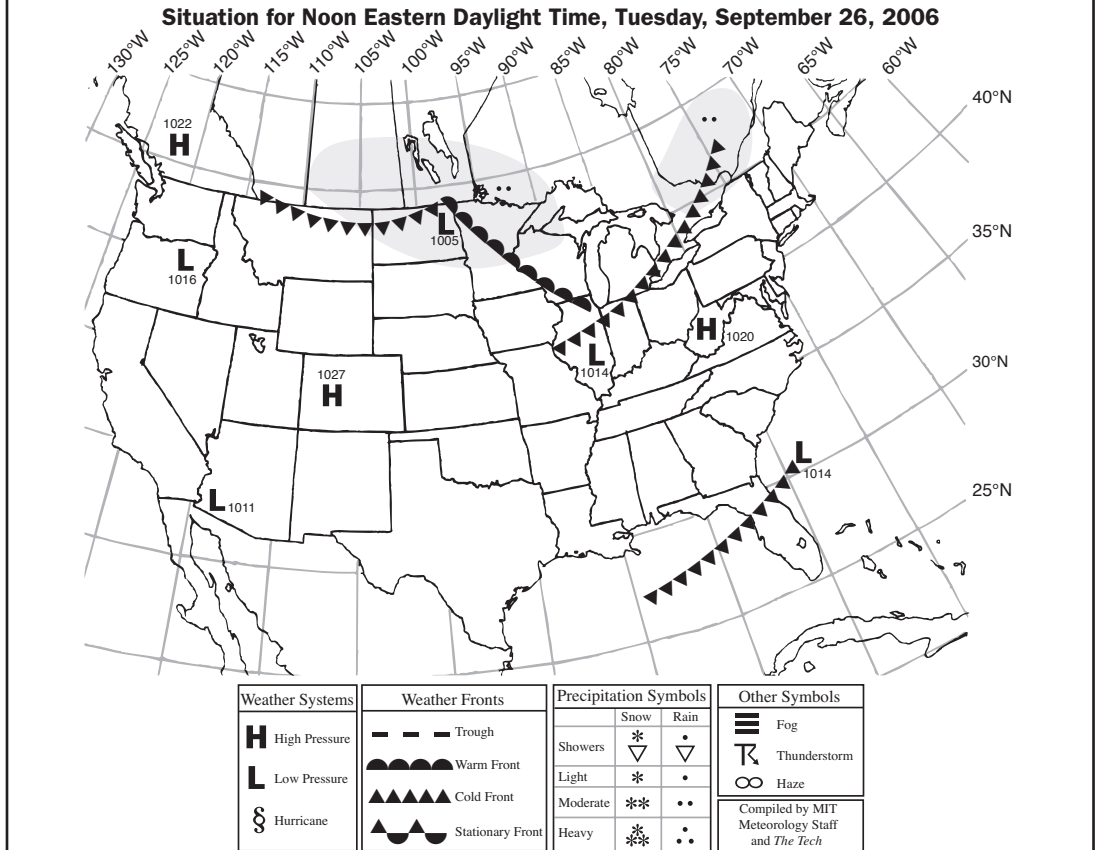 Situation for Noon Eastern Daylight Time, Tuesday, September 26, 2006
130°W 125°W 120°W 115°W 110°W 105°W 100°W 95°W 90°W 85°W 80°W 75°W 70°W 65°W 60°W
40°N
1022
H
L
1005
35°N
L
1016
H 1020
L
1014
30°N
1027
H
L
1014
25°N
L 1011
Weather Systems
H High Pressure
L Low Pressure
§ Hurricane
Weather Fronts
Trough
Warm Front
Cold Front
Stationary Front
Precipitation Symbols
Snow Rain
Showers
Light
Moderate
Heavy
Other Symbols
Fog
Thunderstorm
Haze
Compiled by MIT
Meteorology Staff
and The Tech